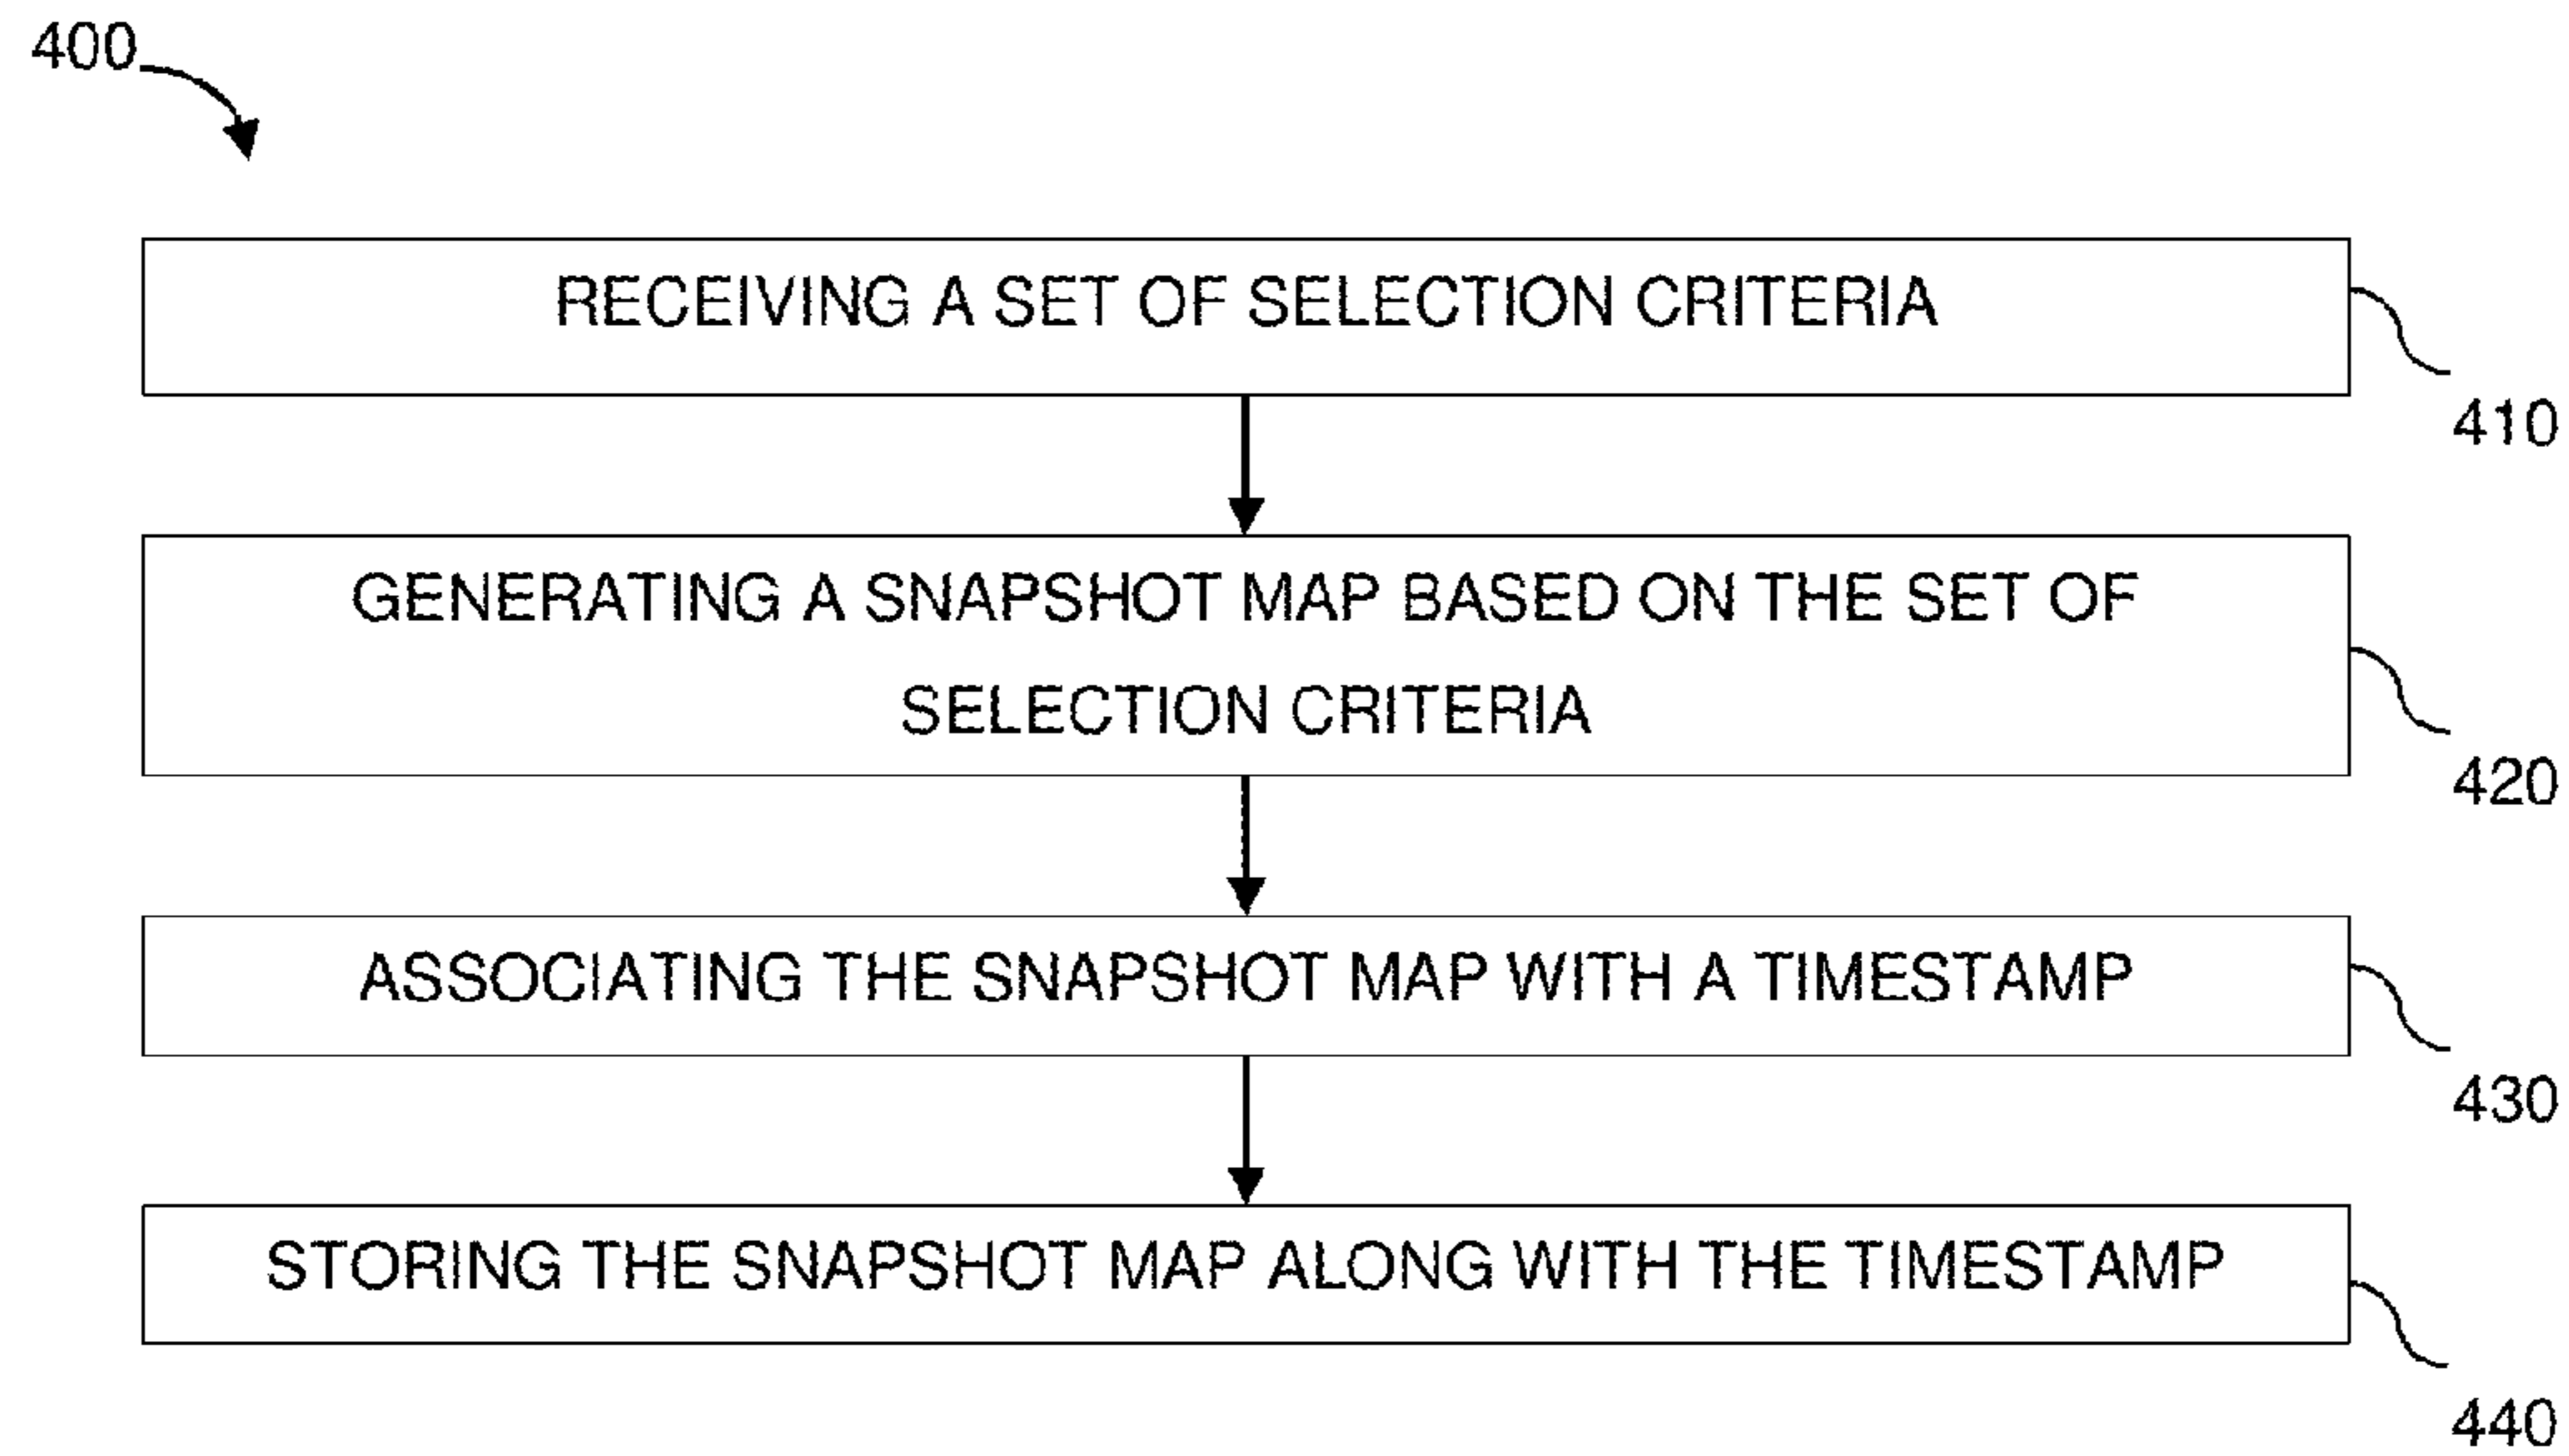 400
RECEIVING A SET OF SELECTION CRITERIA
410
GENERATING A SNAPSHOT MAP BASED ON THE SET OF
SELECTION CRITERIA
420
ASSOCIATING THE SNAPSHOT MAP WITH A TIMESTAMP
430
STORING THE SNAPSHOT MAP ALONG WITH THE TIMESTAMP
440